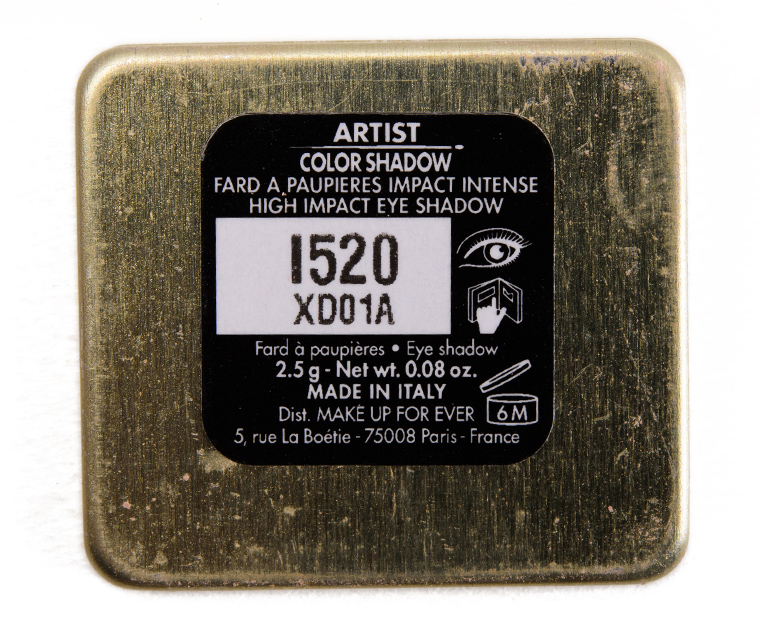 ARTIST
COLOR SHADOW
FARD A PAUPIERES IMPACT INTENSE
HIGH IMPACT EYE SHADOW
I520
XD01A
Fard à paupières • Eye shadow
2.5 g - Net wt. 0.08 oz.
MADE IN ITALY
Dist. MAKE UP FOR EVER
6M
5, rue La Boétie - 75008 Paris - France